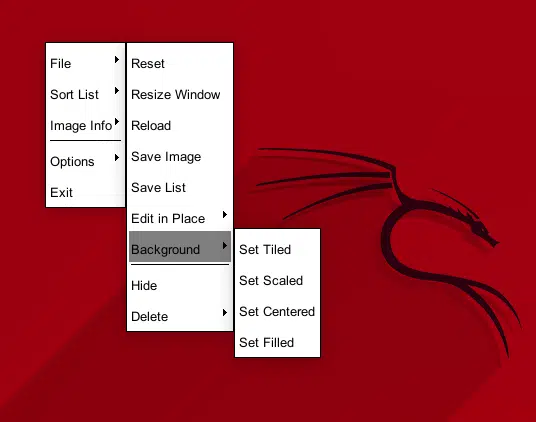 File
Sort List
Image Info
Options
Exit
Reset
Resize Window
Reload
Save Image
Save List
Edit in Place
Background
Hide
Delete
Set Tiled
Set Scaled
Set Centered
Set Filled